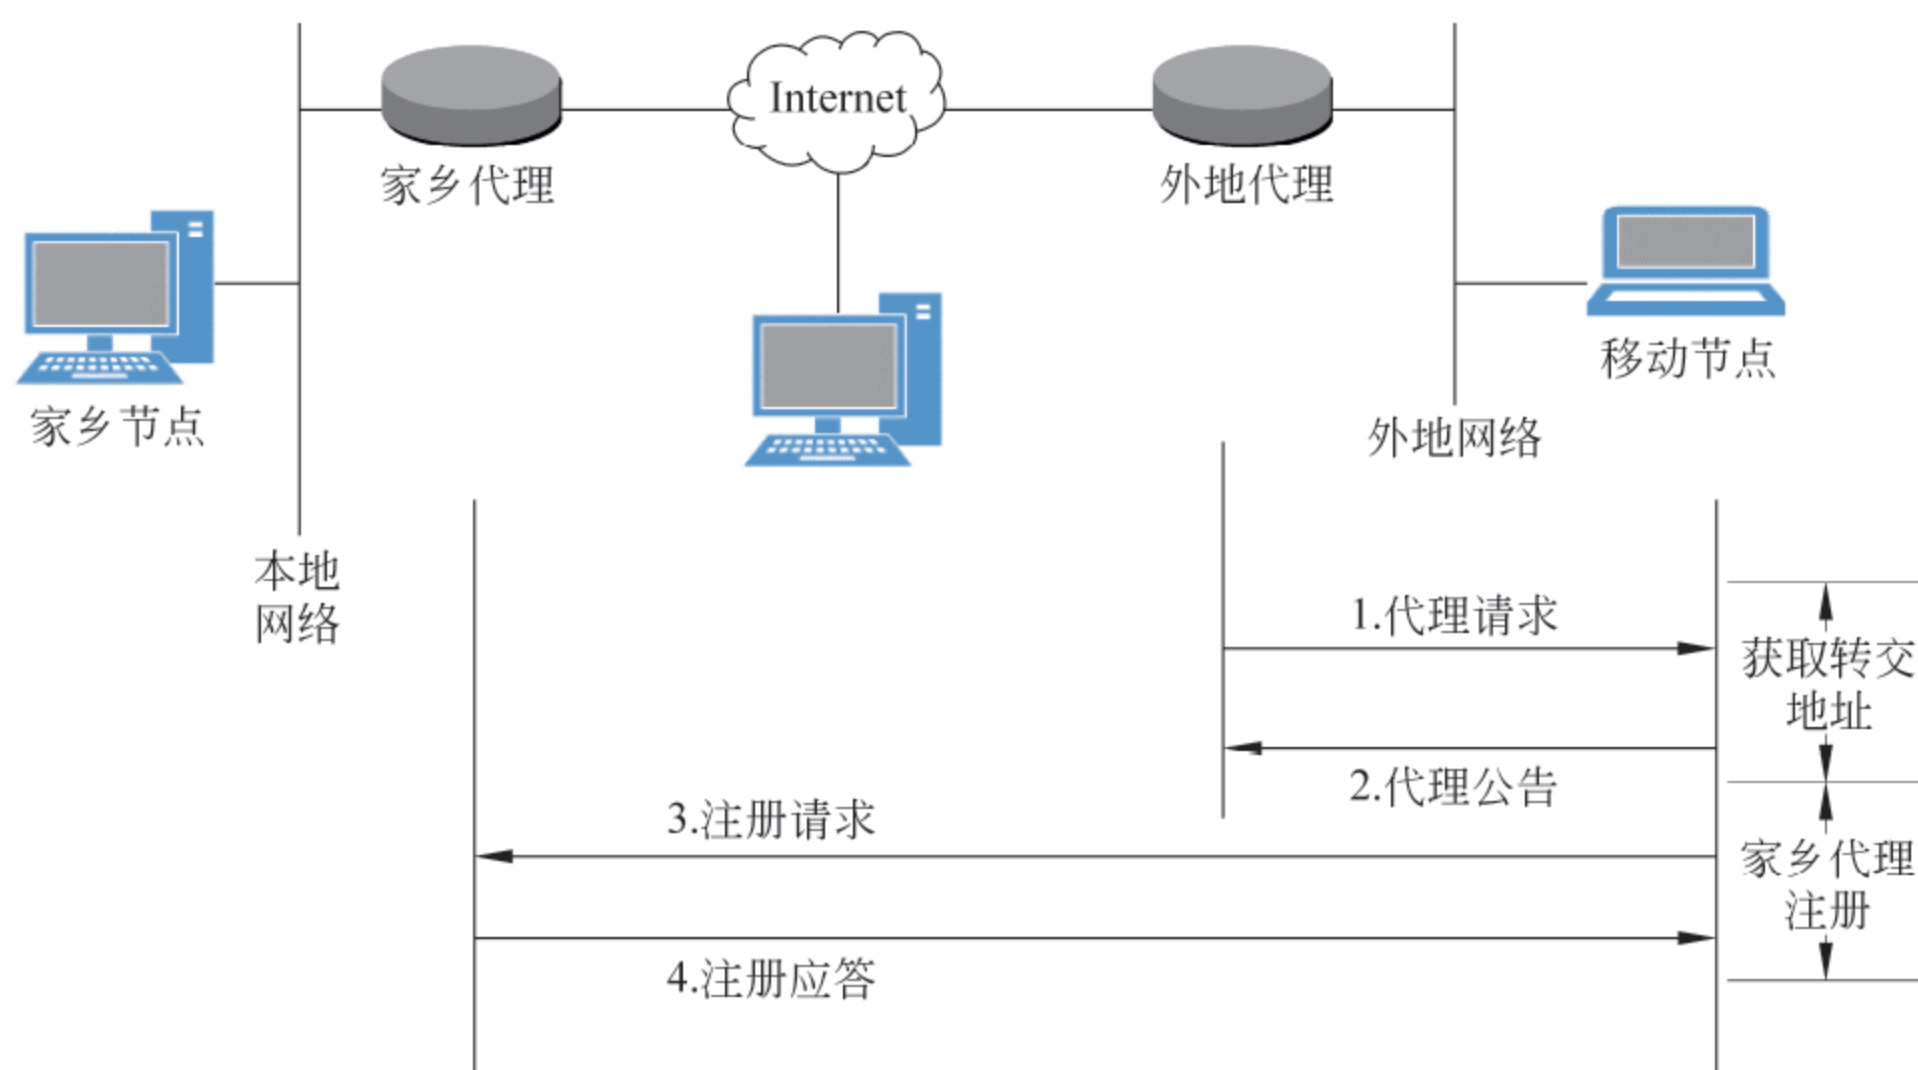 Internet
家乡代理
外地代理
家乡节点
移动节点
外地网络
本地
网络
1.代理请求
获取转交
地址
2.代理公告
3.注册请求
家乡代理
注册
4.注册应答